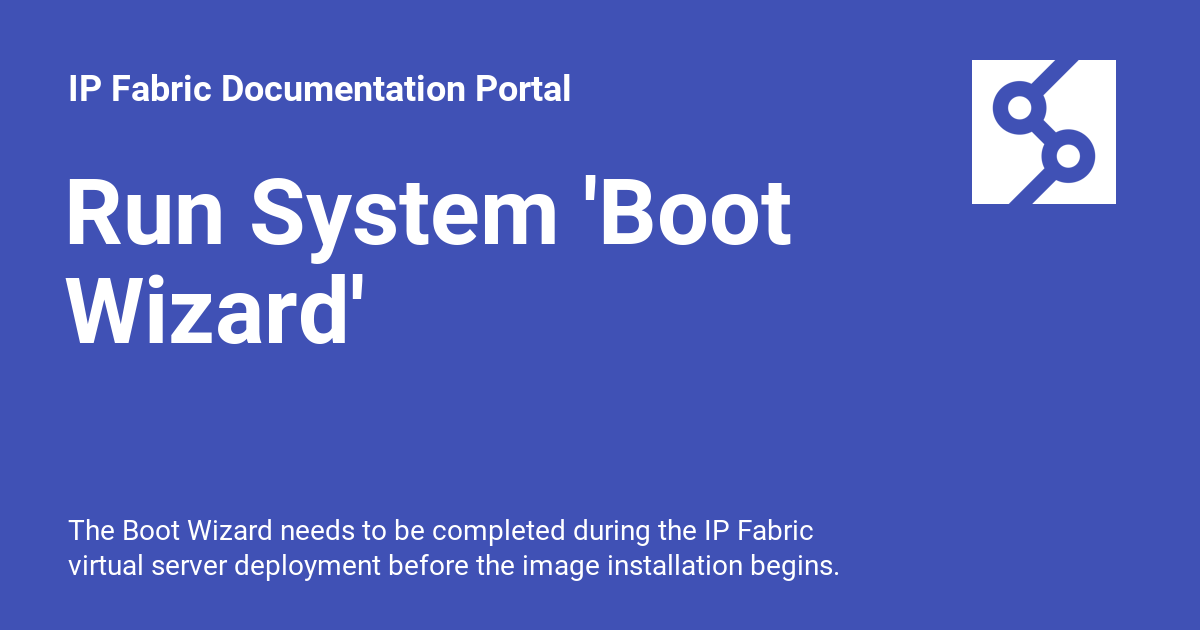 IP Fabric Documentation Portal
Run System 'Boot
Wizard'
The Boot Wizard needs to be completed during the IP Fabric
virtual server deployment before the image installation begins.